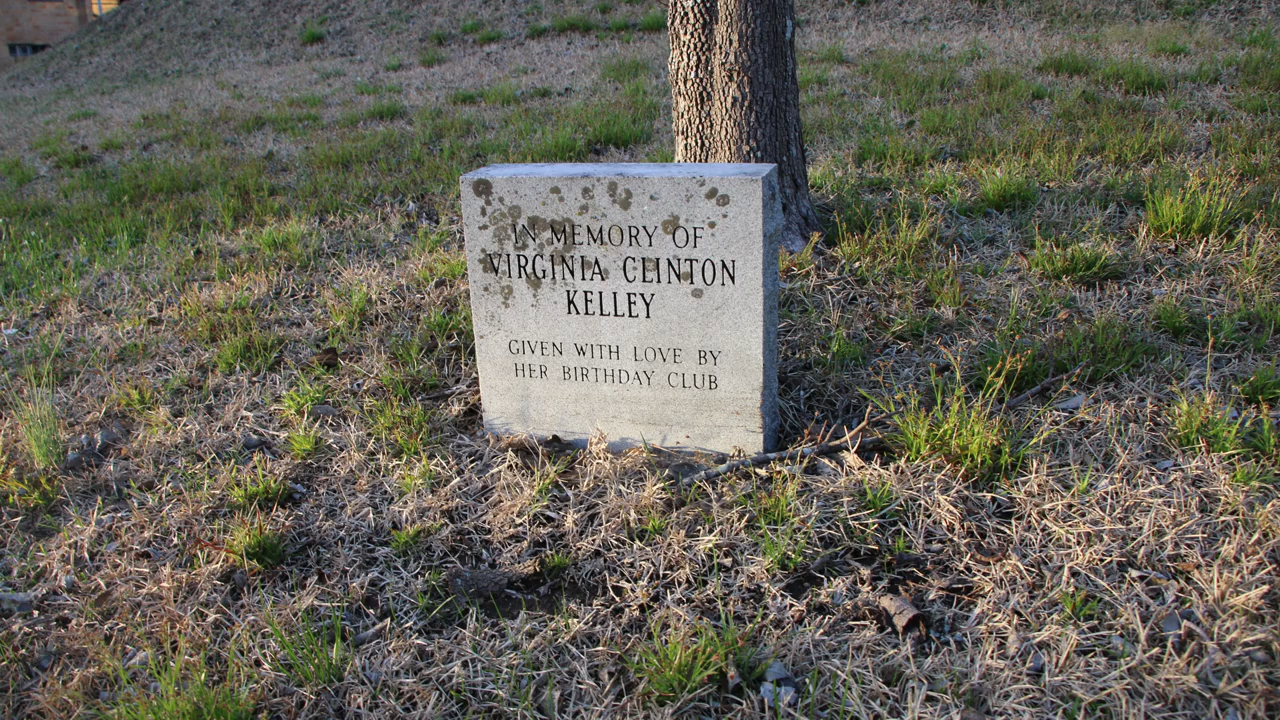 IN MEMORY OF
VIRGINIA CLINTON
KELLEY
GIVEN WITH LOVE BY
HER BIRTHDAY CLUB